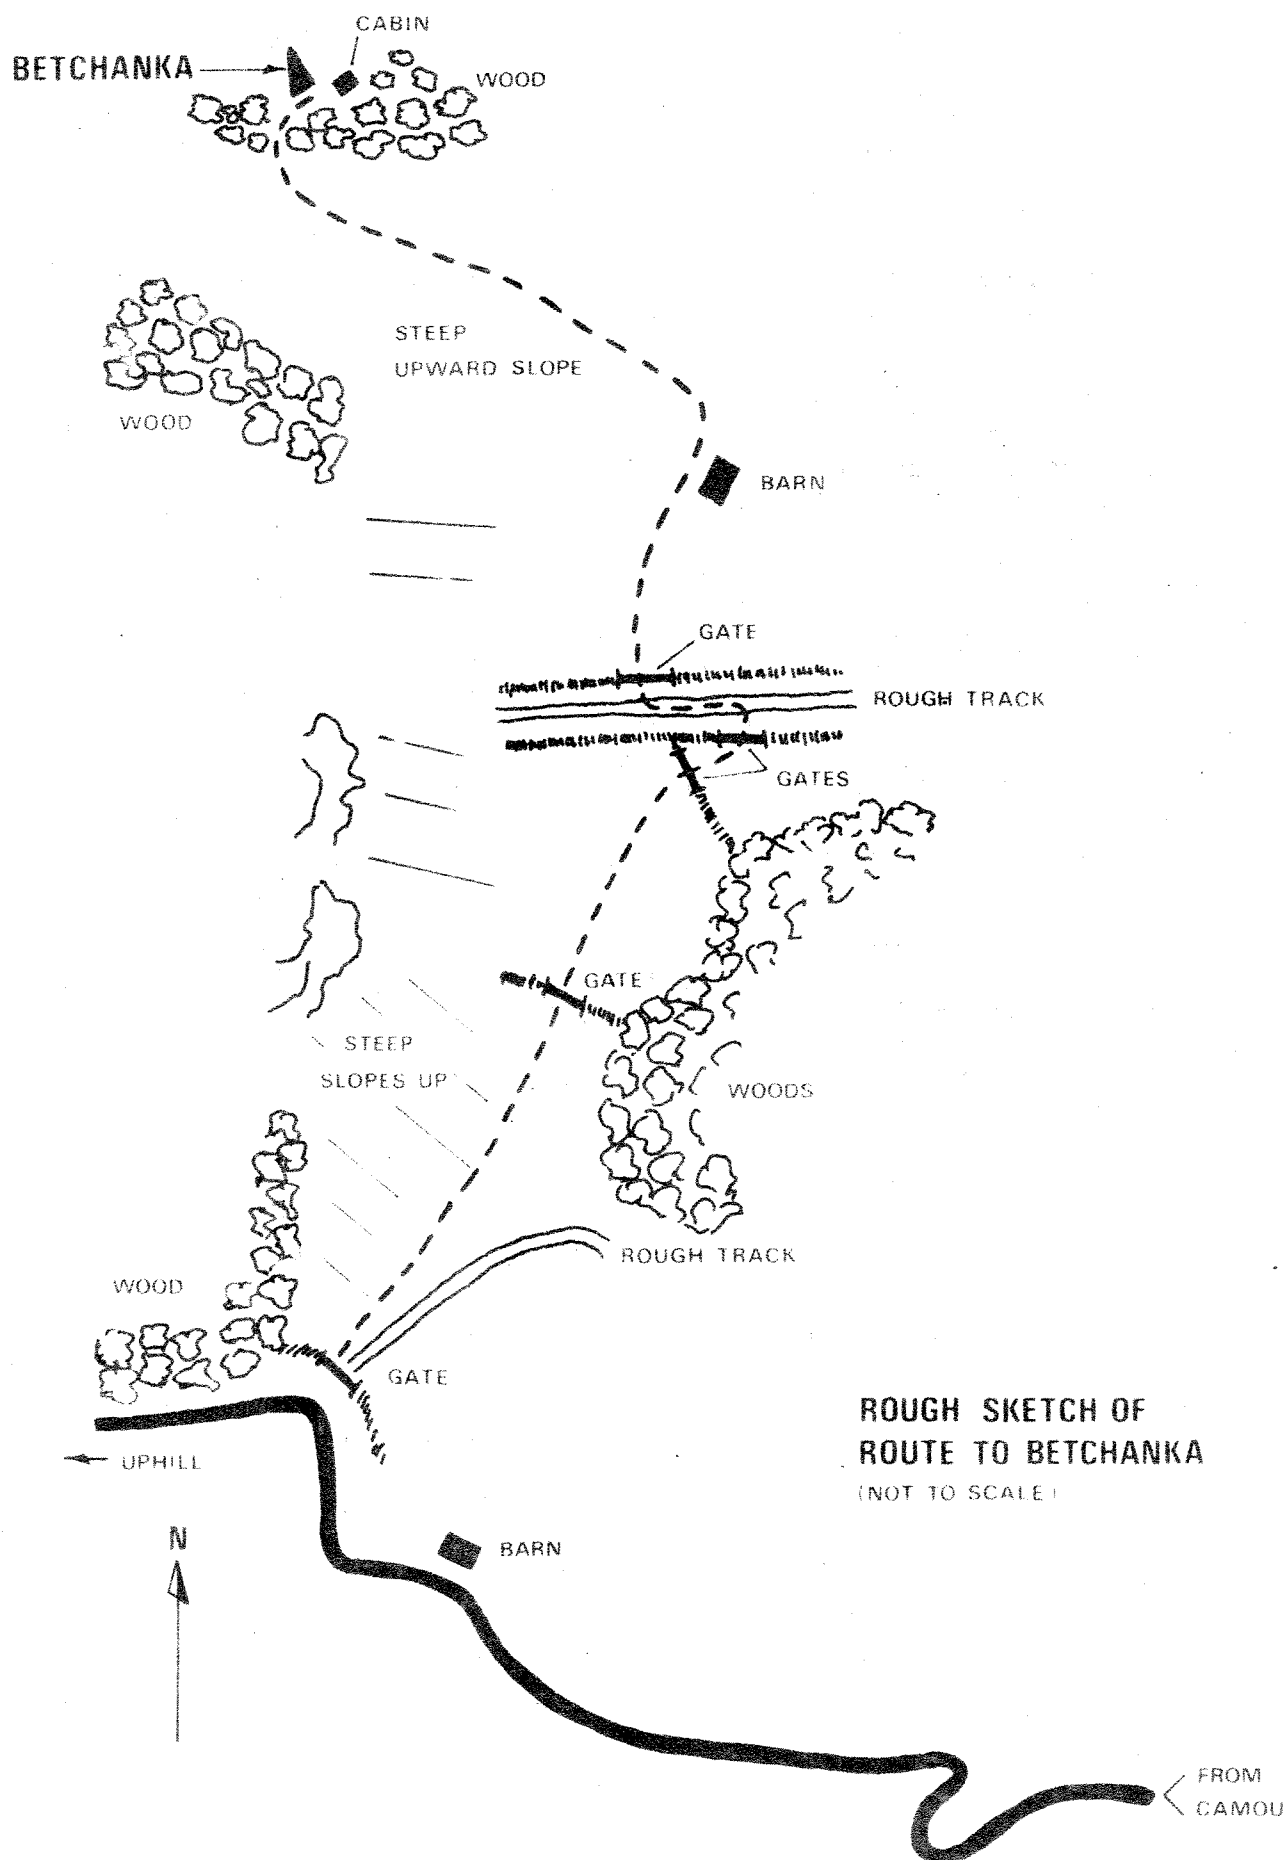 CABIN
BETCHANKA
WOOD
STEEP
UPWARD SLOPE
WOOD
BARN
GATE
ROUGH TRACK
GATES
GATE
STEEP
SLOPES UP
WOODS
ROUGH TRACK
WOOD
GATE
ROUGH SKETCH OF
ROUTE TO BETCHANKA
(NOT TO SCALE)
UPHILL
N
BARN
FROM
CAMOU